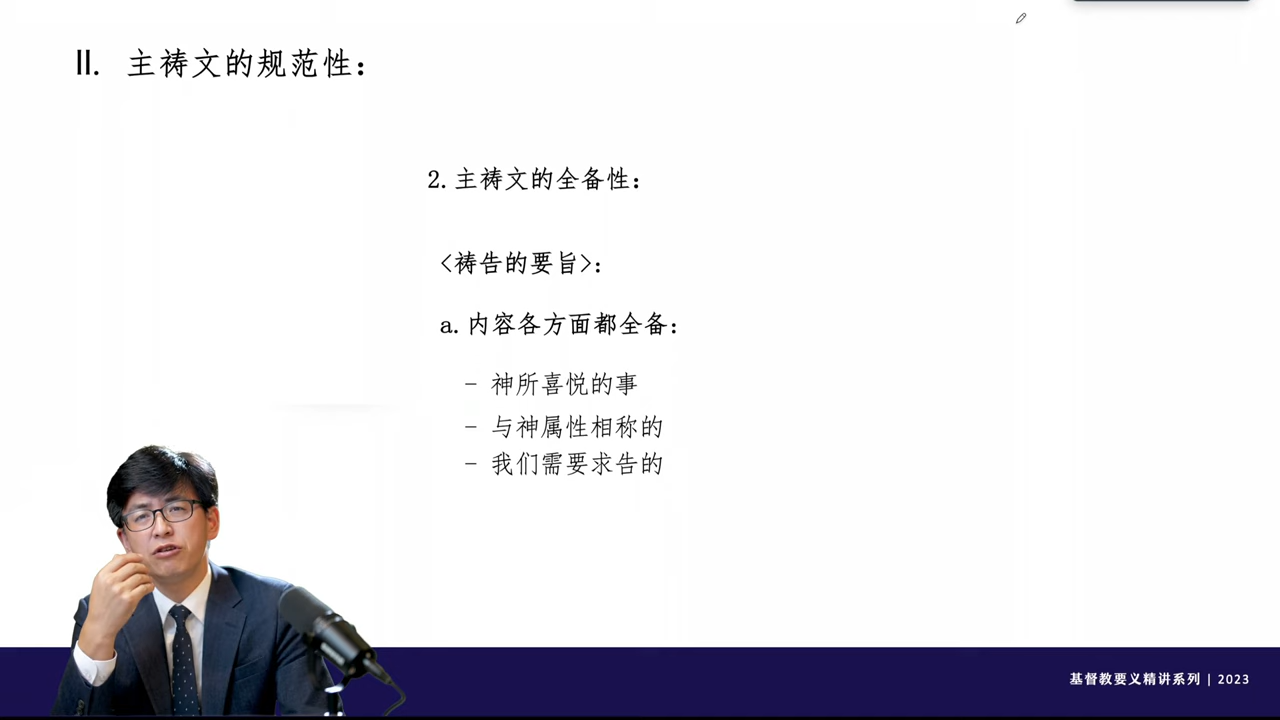 II. 主祷文的规范性：
2.主祷文的全备性：
<祷告的要旨>：
a.内容各方面都全备：
- 神所喜悦的事
- 与神属性相称的
- 我们需要求告的
基督教要义精讲系列 | 2023